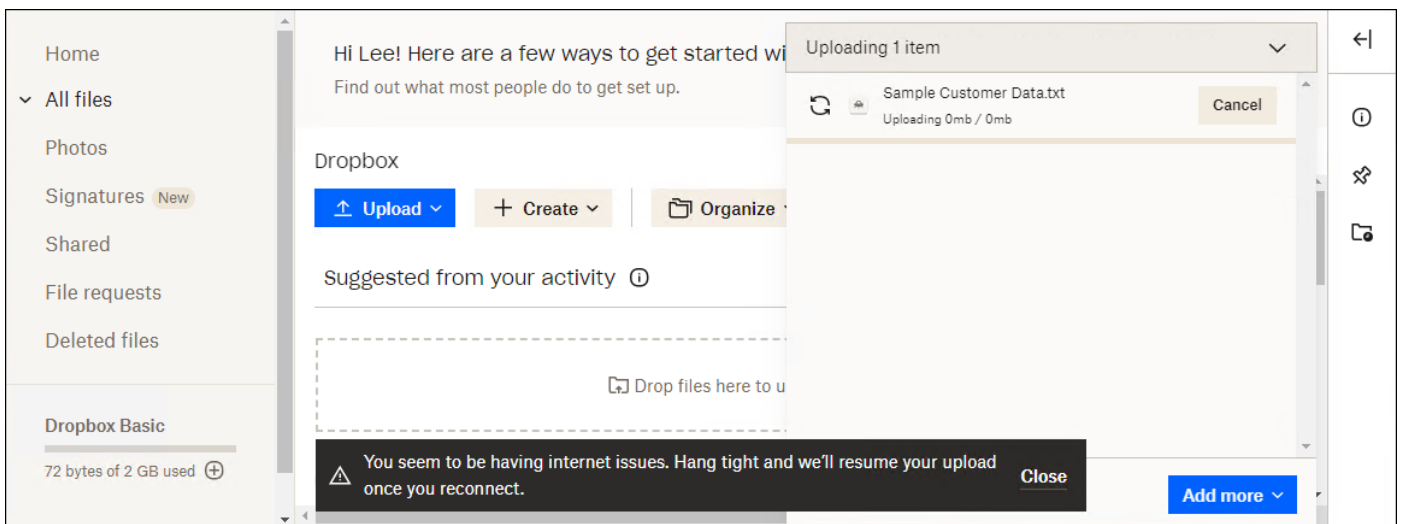 Home
All files
Photos
Signatures New
Shared
File requests
Deleted files
Dropbox Basic
72 bytes of 2 GB used
Hi Lee! Here are a few ways to get started wi
Find out what most people do to get set up.
Dropbox
Upload
Create
Organize
Suggested from your activity
Drop files here to u
You seem to be having internet issues. Hang tight and we'll resume your upload
once you reconnect.
Close
Uploading 1 item
Sample Customer Data.txt
Uploading 0mb / 0mb
Cancel
Add more